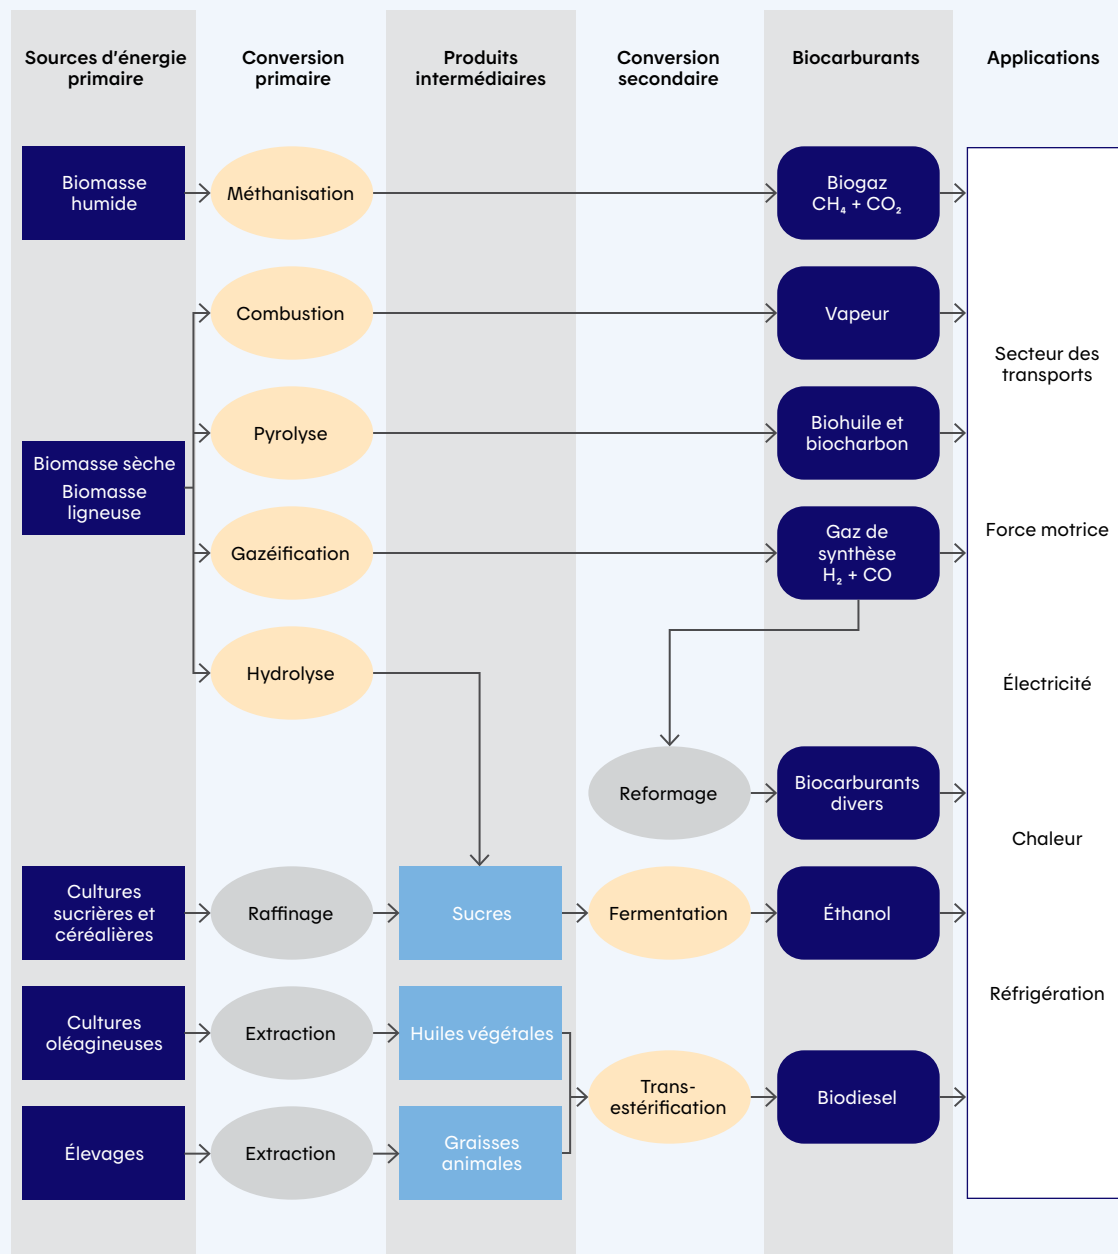 Sources d'énergie
primaire
Conversion
primaire
Produits
intermédiaires
Conversion
secondaire
Biocarburants
Applications
Biomasse
humide
Méthanisation
Biogaz
CH₄ + CO₂
Combustion
Vapeur
Biomasse sèche
Biomasse
ligneuse
Pyrolyse
Biohuile et
biocharbon
Gazéification
Gaz de
synthèse
H₂ + CO
Hydrolyse
Reformage
Biocarburants
divers
Cultures
sucrières et
céréalières
Raffinage
Sucres
Fermentation
Éthanol
Cultures
oléagineuses
Extraction
Huiles végétales
Trans-
estérification
Biodiesel
Élevages
Extraction
Graisses
animales
Secteur des
transports
Force motrice
Électricité
Chaleur
Réfrigération